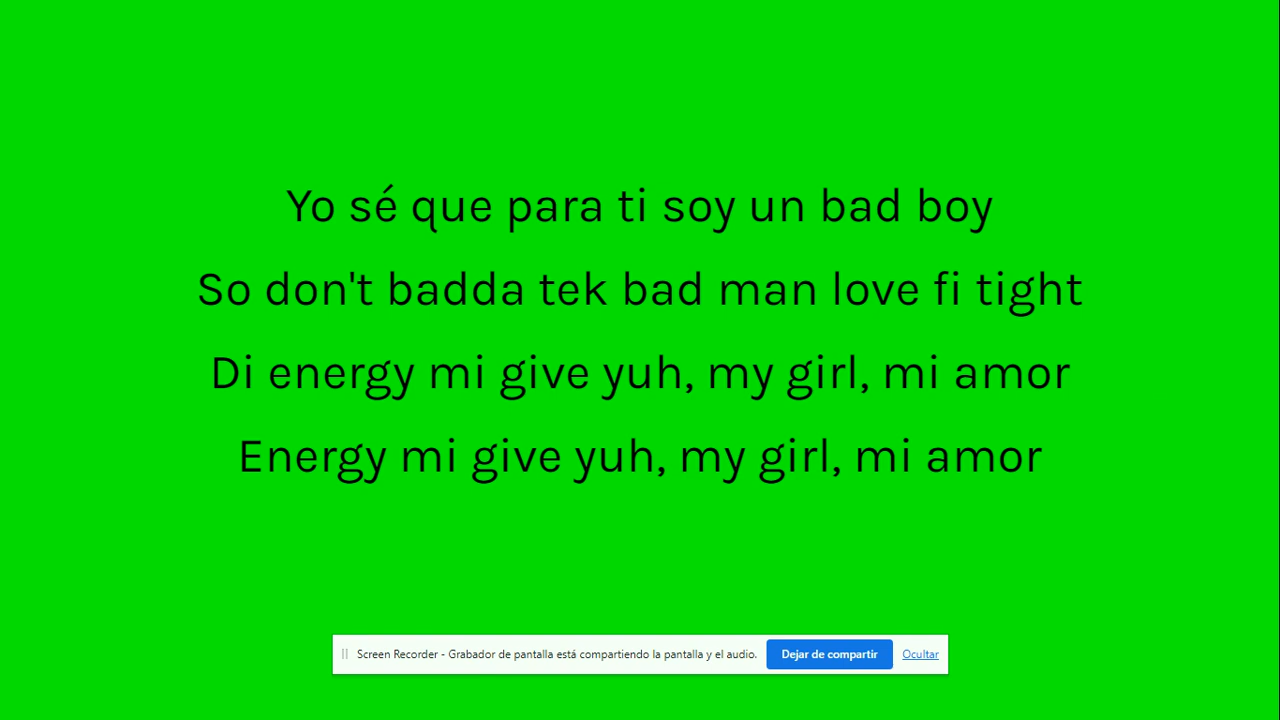 Yo sé que para ti soy un bad boy
So don't badda tek bad man love fi tight
Di energy mi give yuh, my girl, mi amor
Energy mi give yuh, my girl, mi amor
Screen Recorder - Grabador de pantalla está compartiendo la pantalla y el audio. Dejar de compartir Ocultar